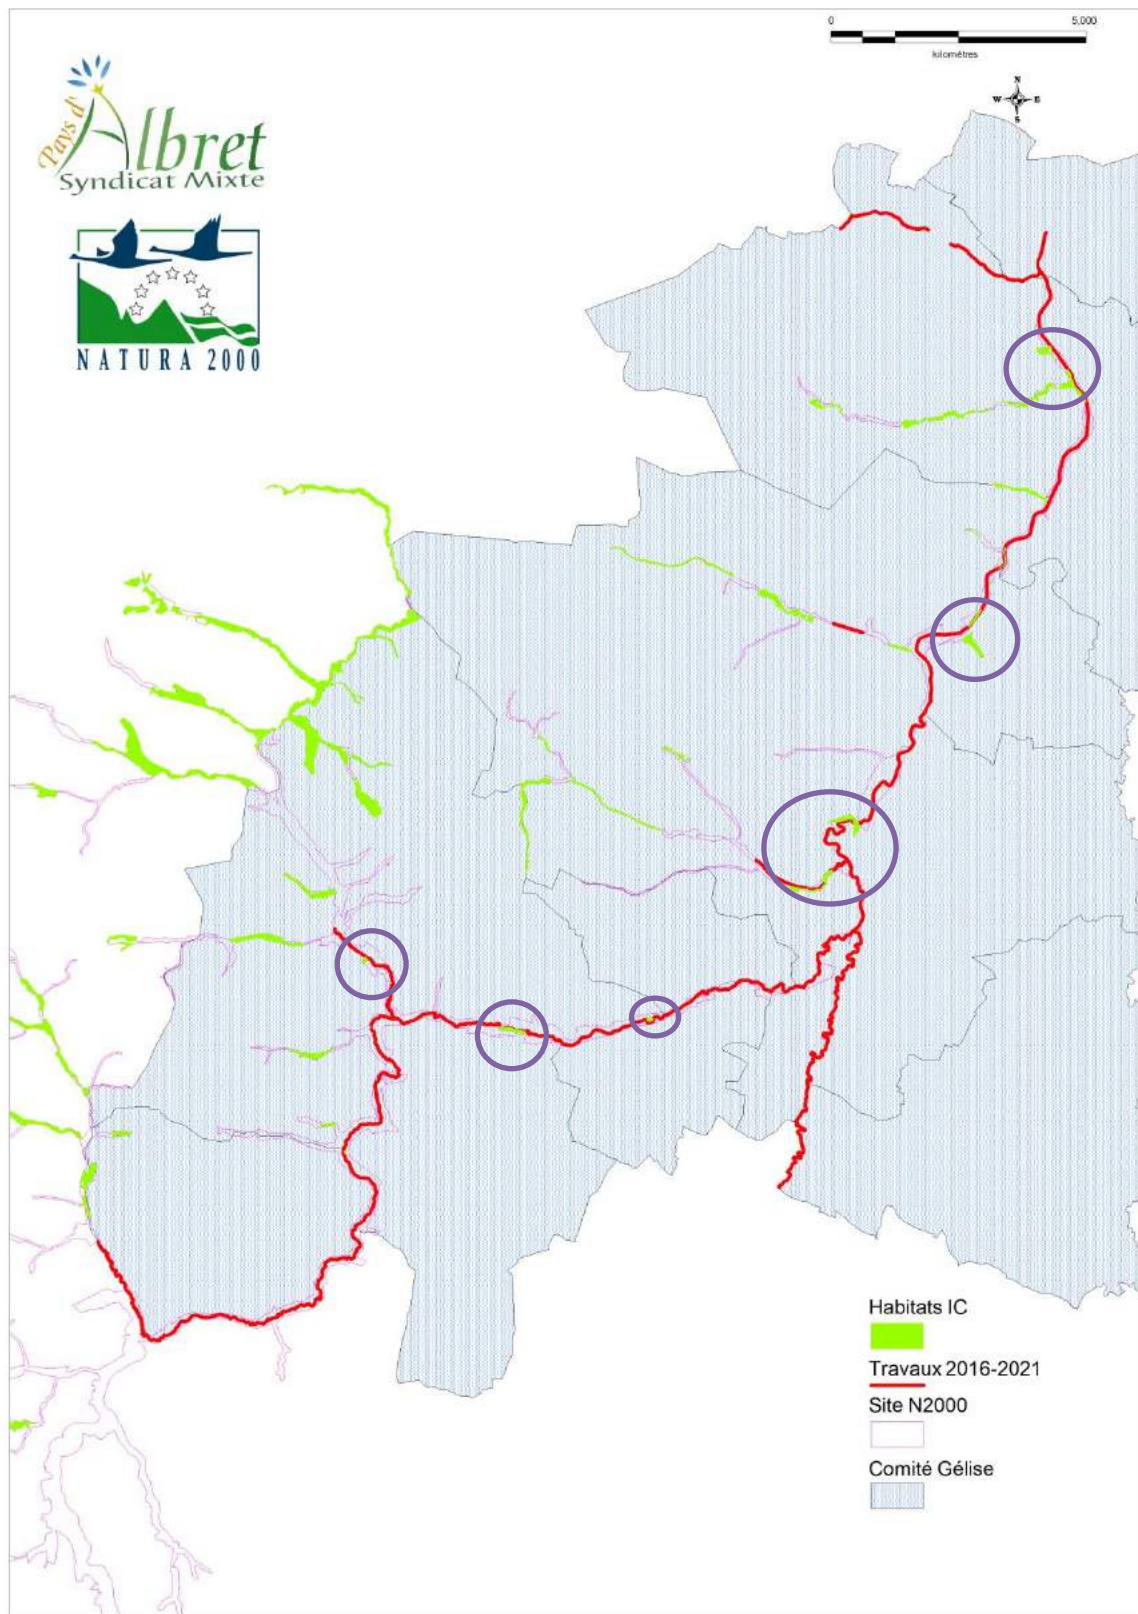 0 5,000
kilomètres
N
W E
S
Pays d'
Albret
Syndicat Mixte
NATURA 2000
Habitats IC
Travaux 2016-2021
Site N2000
Comité Gélise